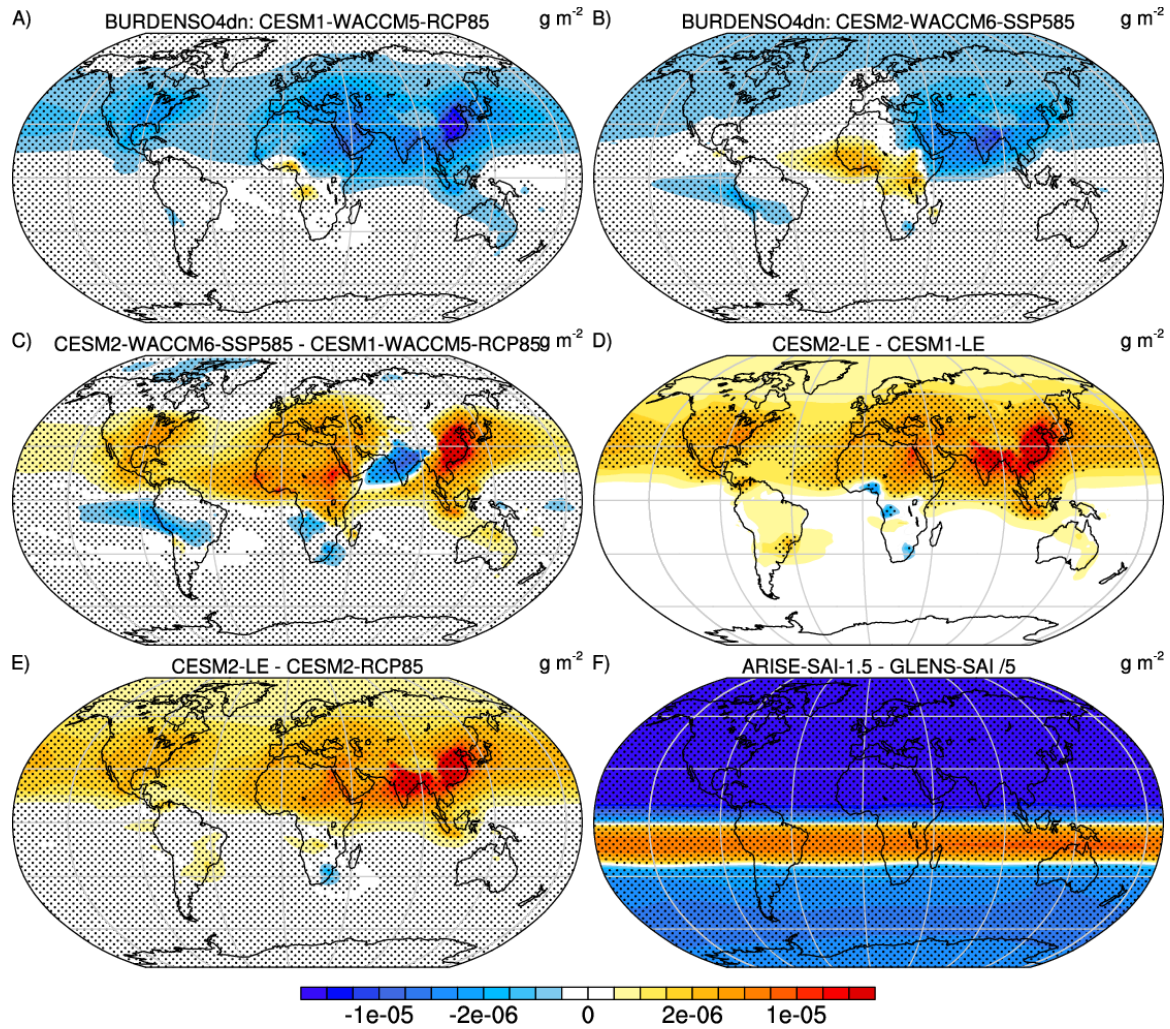 A) BURDENSO4dn: CESM1-WACCM5-RCP85 g m⁻²
B) BURDENSO4dn: CESM2-WACCM6-SSP585 g m⁻²
C) CESM2-WACCM6-SSP585 - CESM1-WACCM5-RCP85 g m⁻²
D) CESM2-LE - CESM1-LE g m⁻²
E) CESM2-LE - CESM2-RCP85 g m⁻²
F) ARISE-SAI-1.5 - GLENS-SAI /5 g m⁻²
-1e-05 -2e-06 0 2e-06 1e-05